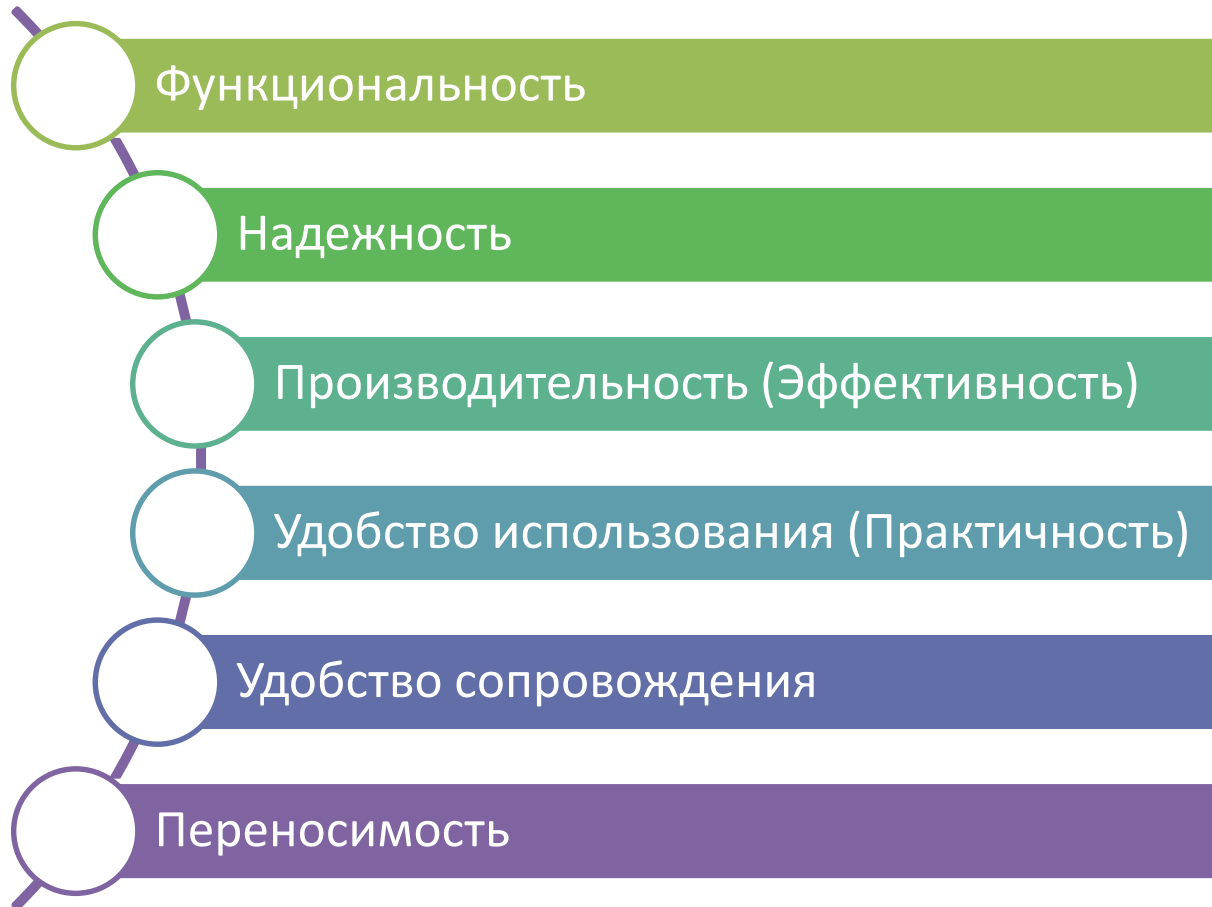 Функциональность
Надежность
Производительность (Эффективность)
Удобство использования (Практичность)
Удобство сопровождения
Переносимость